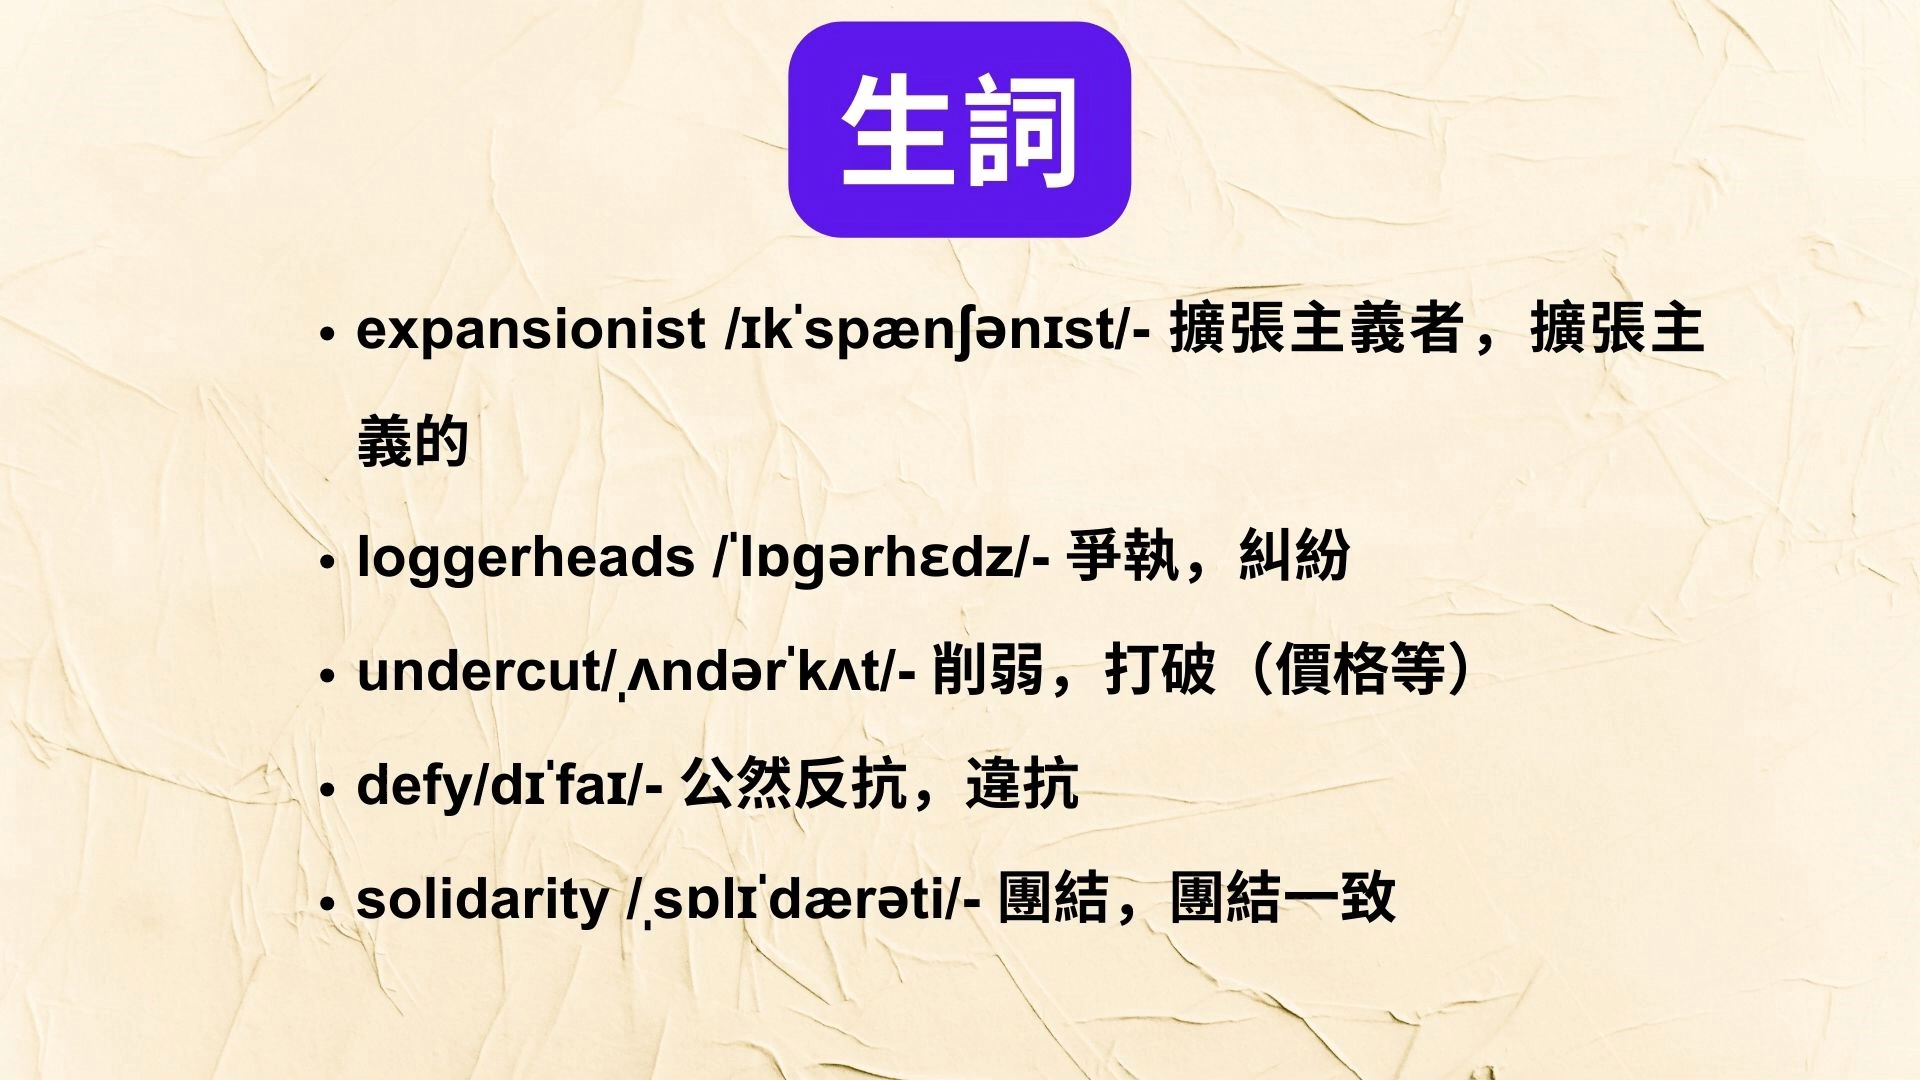 生詞
• expansionist /ɪkˈspænʃənɪst/- 擴張主義者，擴張主
義的
• loggerheads /ˈlɒɡərhɛdz/- 爭執，糾紛
• undercut/ˌʌndərˈkʌt/- 削弱，打破（價格等）
• defy/dɪˈfaɪ/- 公然反抗，違抗
• solidarity /ˌsɒlɪˈdærəti/- 團結，團結一致